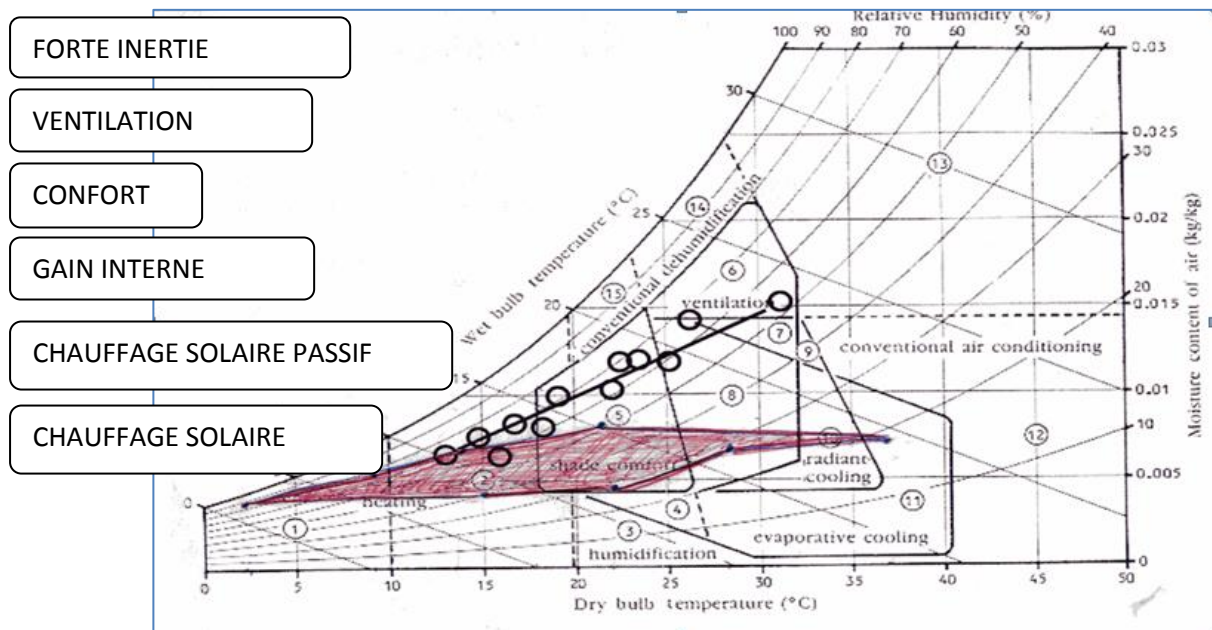 FORTE INERTIE
VENTILATION
CONFORT
GAIN INTERNE
CHAUFFAGE SOLAIRE PASSIF
CHAUFFAGE SOLAIRE
Relative Humidity (%)
100 90 80 70 60 50 40
0.03
0.025
0.02
0.015
0.01
0.005
0
30
20
10
Moisture content of air (kg/kg)
Wet bulb temperature (°C)
0
15
20
25
30
conventional dehumidification
ventilation
conventional air conditioning
shade comfort
radiant
cooling
heating
humidification
evaporative cooling
1
2
3
4
5
6
7
8
9
10
11
12
13
14
15
0 5 10 15 20 25 30 35 40 45 50
Dry bulb temperature (°C)